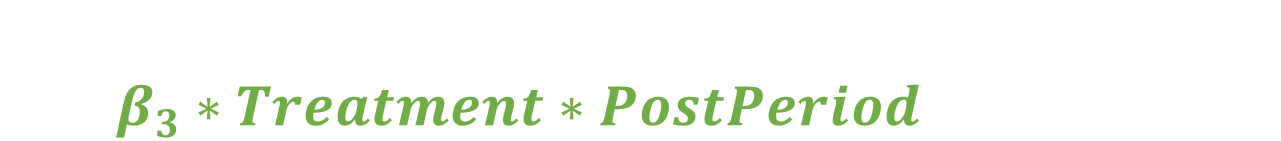 β₃ ∗ Treatment ∗ PostPeriod